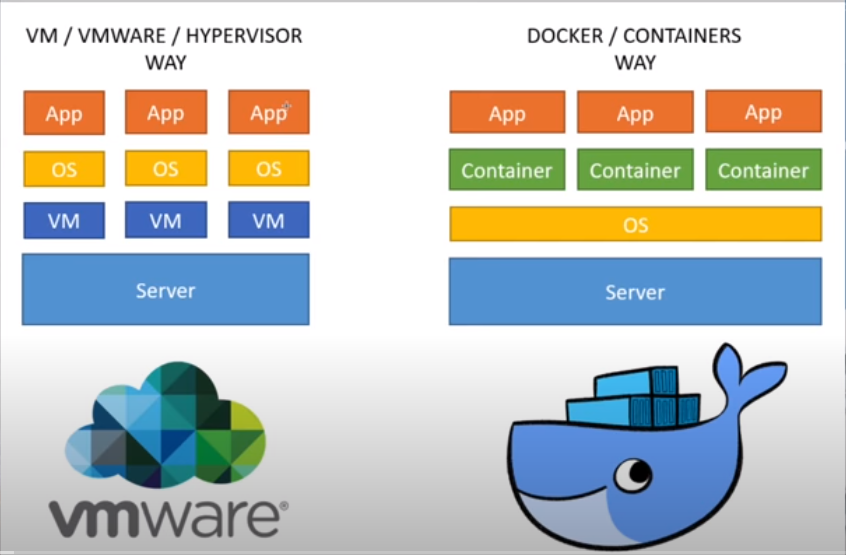 VM / VMWARE / HYPERVISOR
WAY
App App App
OS OS OS
VM VM VM
Server
vmware®
DOCKER / CONTAINERS
WAY
App App App
Container Container Container
OS
Server